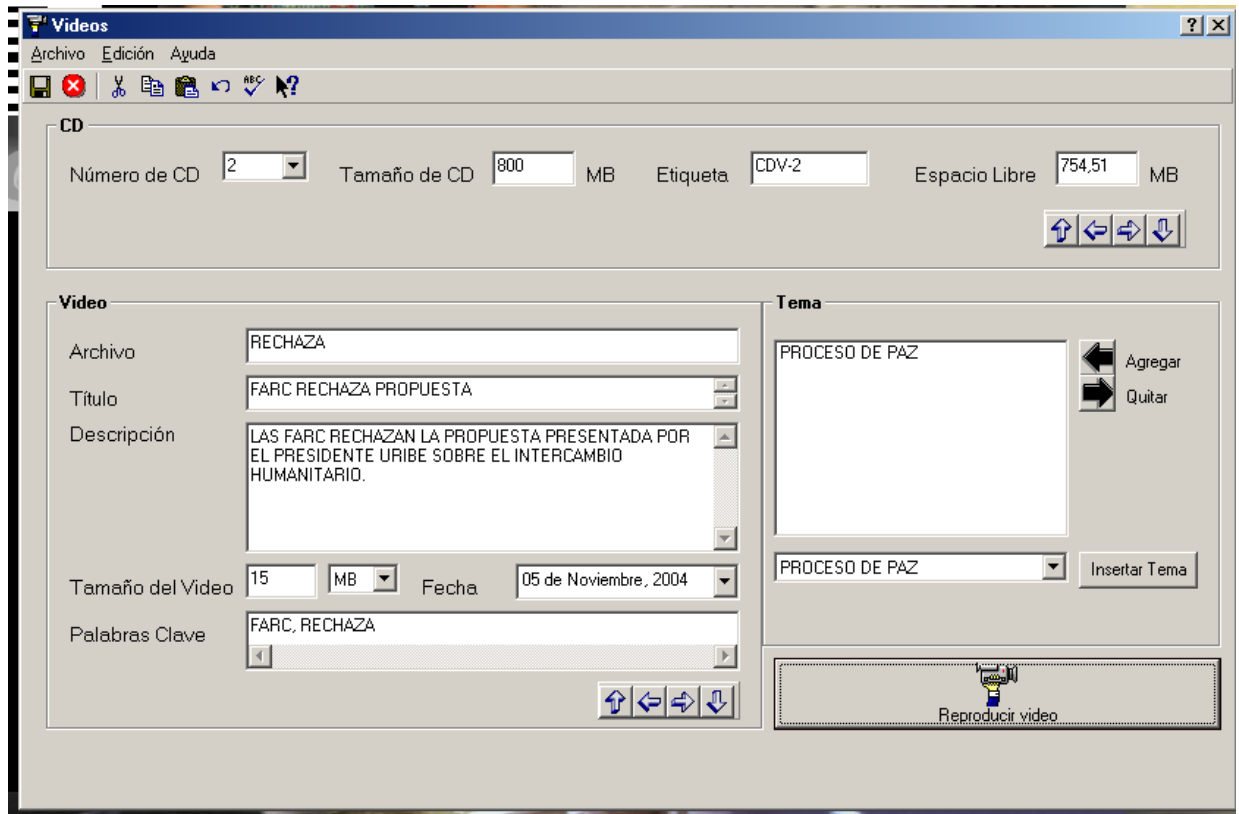 Videos
Archivo Edición Ayuda
ABC
CD
Número de CD 2 Tamaño de CD 800 MB Etiqueta CDV-2 Espacio Libre 754,51 MB
Video
Archivo RECHAZA
Título FARC RECHAZA PROPUESTA
Descripción LAS FARC RECHAZAN LA PROPUESTA PRESENTADA POR
EL PRESIDENTE URIBE SOBRE EL INTERCAMBIO
HUMANITARIO.
Tamaño del Video 15 MB Fecha 05 de Noviembre, 2004
Palabras Clave FARC, RECHAZA
Tema
PROCESO DE PAZ
Agregar
Quitar
PROCESO DE PAZ Insertar Tema
Reproducir video